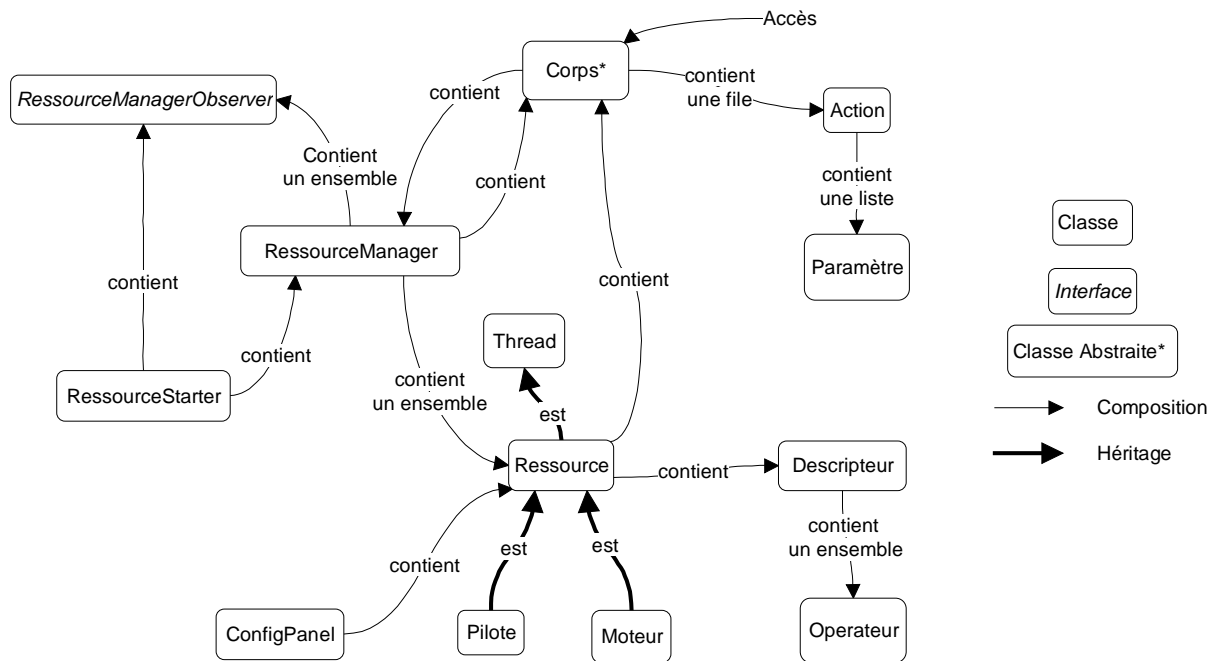 Accès
Corps*
contient
contient
une file
RessourceManagerObserver
Action
Contient
un ensemble
contient
contient
une liste
Classe
RessourceManager
Paramètre
contient
contient
Interface
Thread
Classe Abstraite*
contient
contient
un ensemble
RessourceStarter
Composition
est
Héritage
Ressource
contient
Descripteur
contient
est
est
contient
un ensemble
ConfigPanel
Pilote
Moteur
Operateur